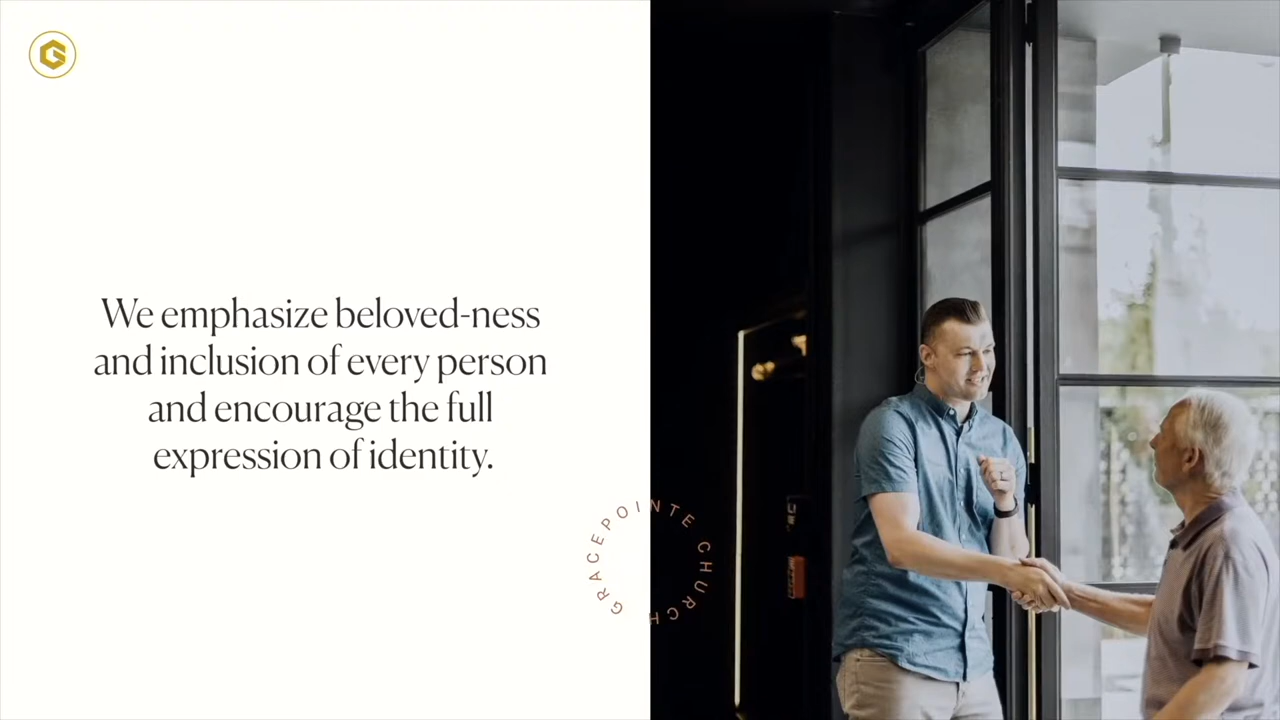 We emphasize beloved-ness
and inclusion of every person
and encourage the full
expression of identity.
GRACEPOINTE CHURCH